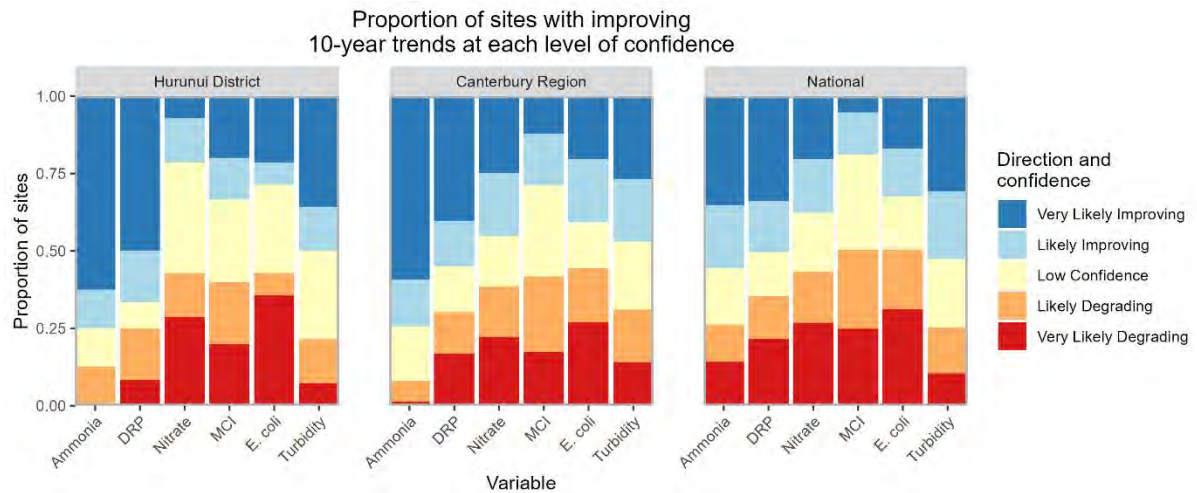 Proportion of sites with improving
10-year trends at each level of confidence
Hurunui District
Canterbury Region
National
Proportion of sites
1.00
0.75
0.50
0.25
0.00
Ammonia
DRP
Nitrate
MCI
E. coli
Turbidity
Ammonia
DRP
Nitrate
MCI
E. coli
Turbidity
Ammonia
DRP
Nitrate
MCI
E. coli
Turbidity
Variable
Direction and
confidence
Very Likely Improving
Likely Improving
Low Confidence
Likely Degrading
Very Likely Degrading